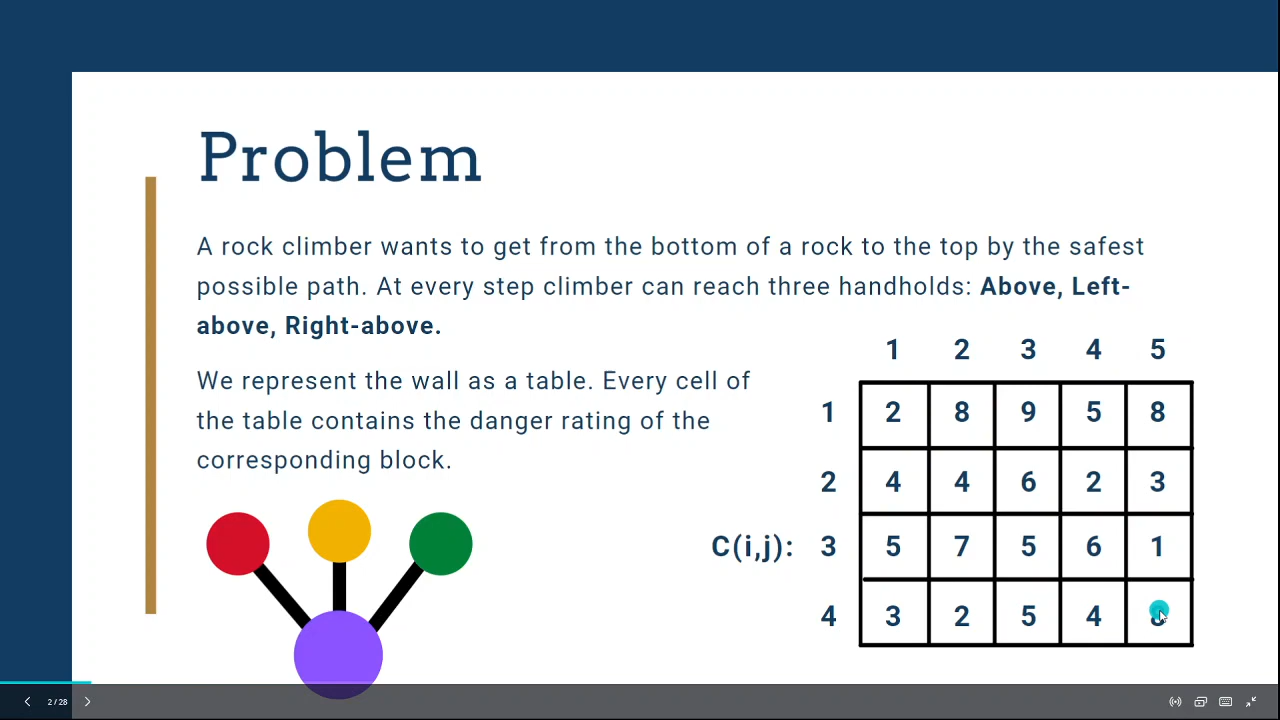 Problem
A rock climber wants to get from the bottom of a rock to the top by the safest
possible path. At every step climber can reach three handholds: Above, Left-
above, Right-above.
We represent the wall as a table. Every cell of
the table contains the danger rating of the
corresponding block.
1 2 3 4 5
1 2 8 9 5 8
2 4 4 6 2 3
C(i,j): 3 5 7 5 6 1
4 3 2 5 4
2 / 28